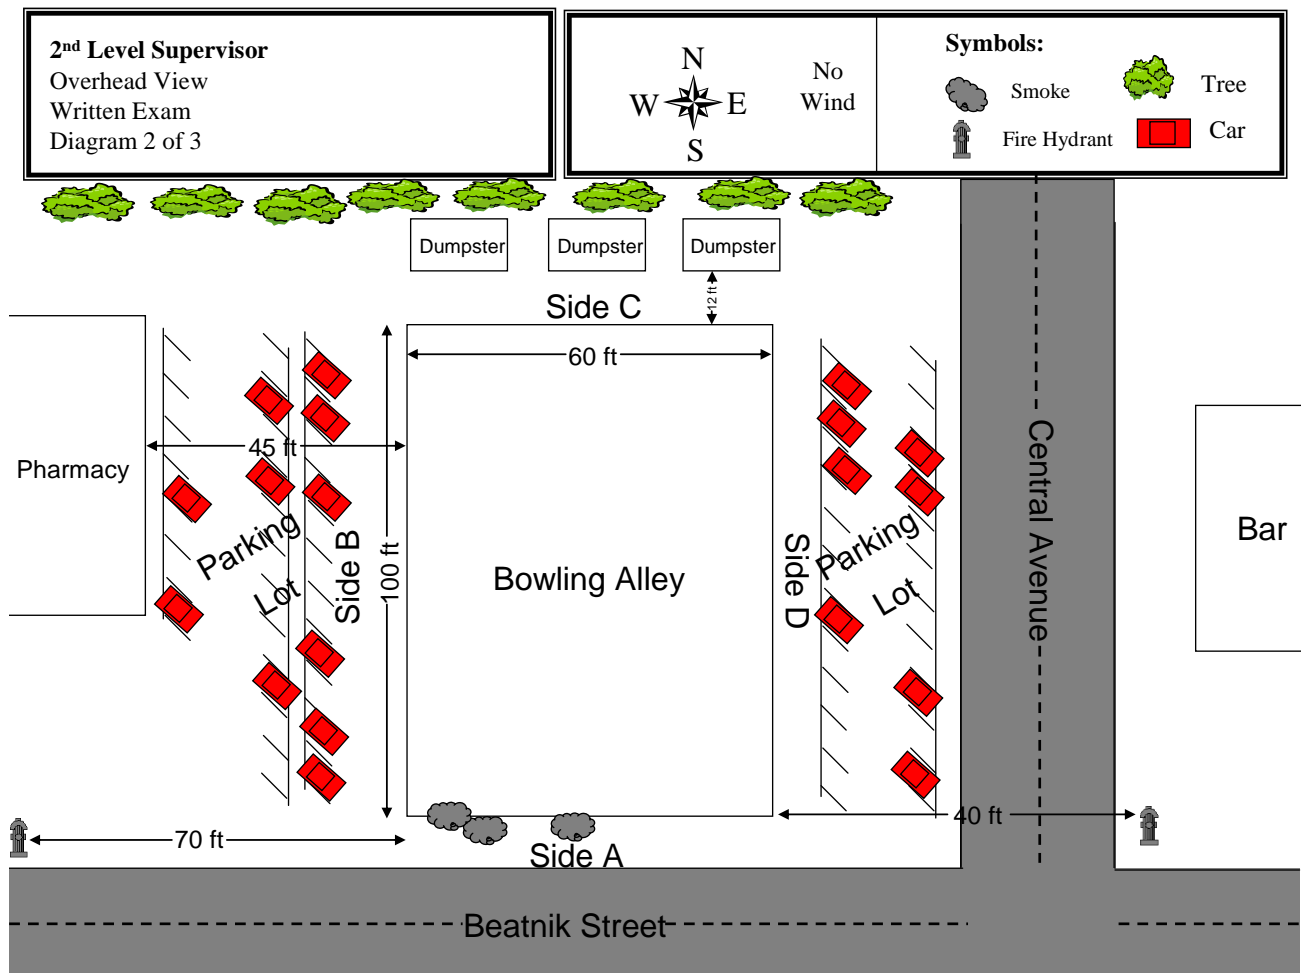 2nd Level Supervisor
Overhead View
Written Exam
Diagram 2 of 3
N
W E
S
No
Wind
Symbols:
Smoke
Tree
Fire Hydrant
Car
Dumpster
Dumpster
Dumpster
12 ft
Side C
60 ft
45 ft
Pharmacy
Parking
Lot
Side B
100 ft
Bowling Alley
Side D
Parking
Lot
Central Avenue
Bar
70 ft
40 ft
Side A
Beatnik Street